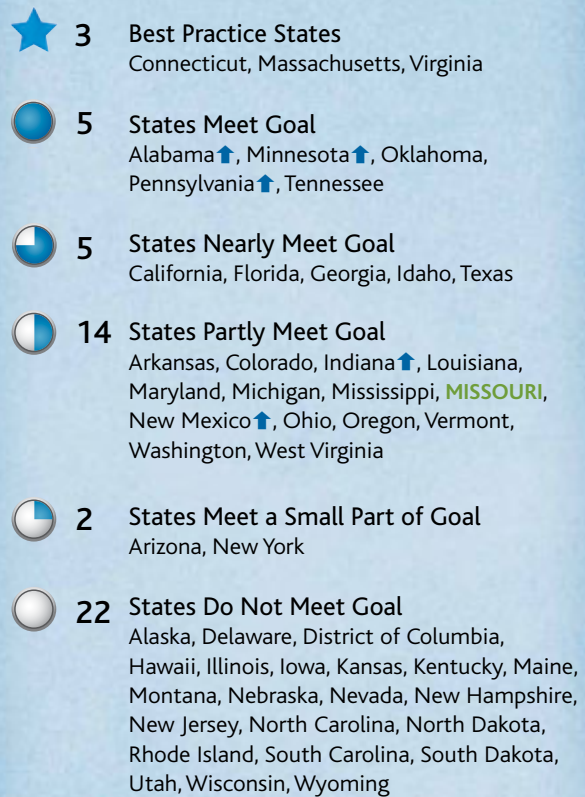 3 Best Practice States
Connecticut, Massachusetts, Virginia
5 States Meet Goal
Alabama⬆, Minnesota⬆, Oklahoma,
Pennsylvania⬆, Tennessee
5 States Nearly Meet Goal
California, Florida, Georgia, Idaho, Texas
14 States Partly Meet Goal
Arkansas, Colorado, Indiana⬆, Louisiana,
Maryland, Michigan, Mississippi, MISSOURI,
New Mexico⬆, Ohio, Oregon, Vermont,
Washington, West Virginia
2 States Meet a Small Part of Goal
Arizona, New York
22 States Do Not Meet Goal
Alaska, Delaware, District of Columbia,
Hawaii, Illinois, Iowa, Kansas, Kentucky, Maine,
Montana, Nebraska, Nevada, New Hampshire,
New Jersey, North Carolina, North Dakota,
Rhode Island, South Carolina, South Dakota,
Utah, Wisconsin, Wyoming